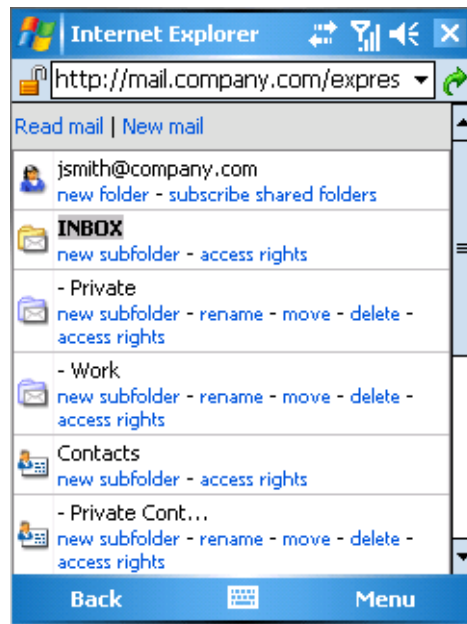 Internet Explorer
http://mail.company.com/expres
Read mail | New mail
jsmith@company.com
new folder - subscribe shared folders
INBOX
new subfolder - access rights
- Private
new subfolder - rename - move - delete -
access rights
- Work
new subfolder - rename - move - delete -
access rights
Contacts
new subfolder - access rights
- Private Cont...
new subfolder - rename - move - delete -
access rights
Back Menu